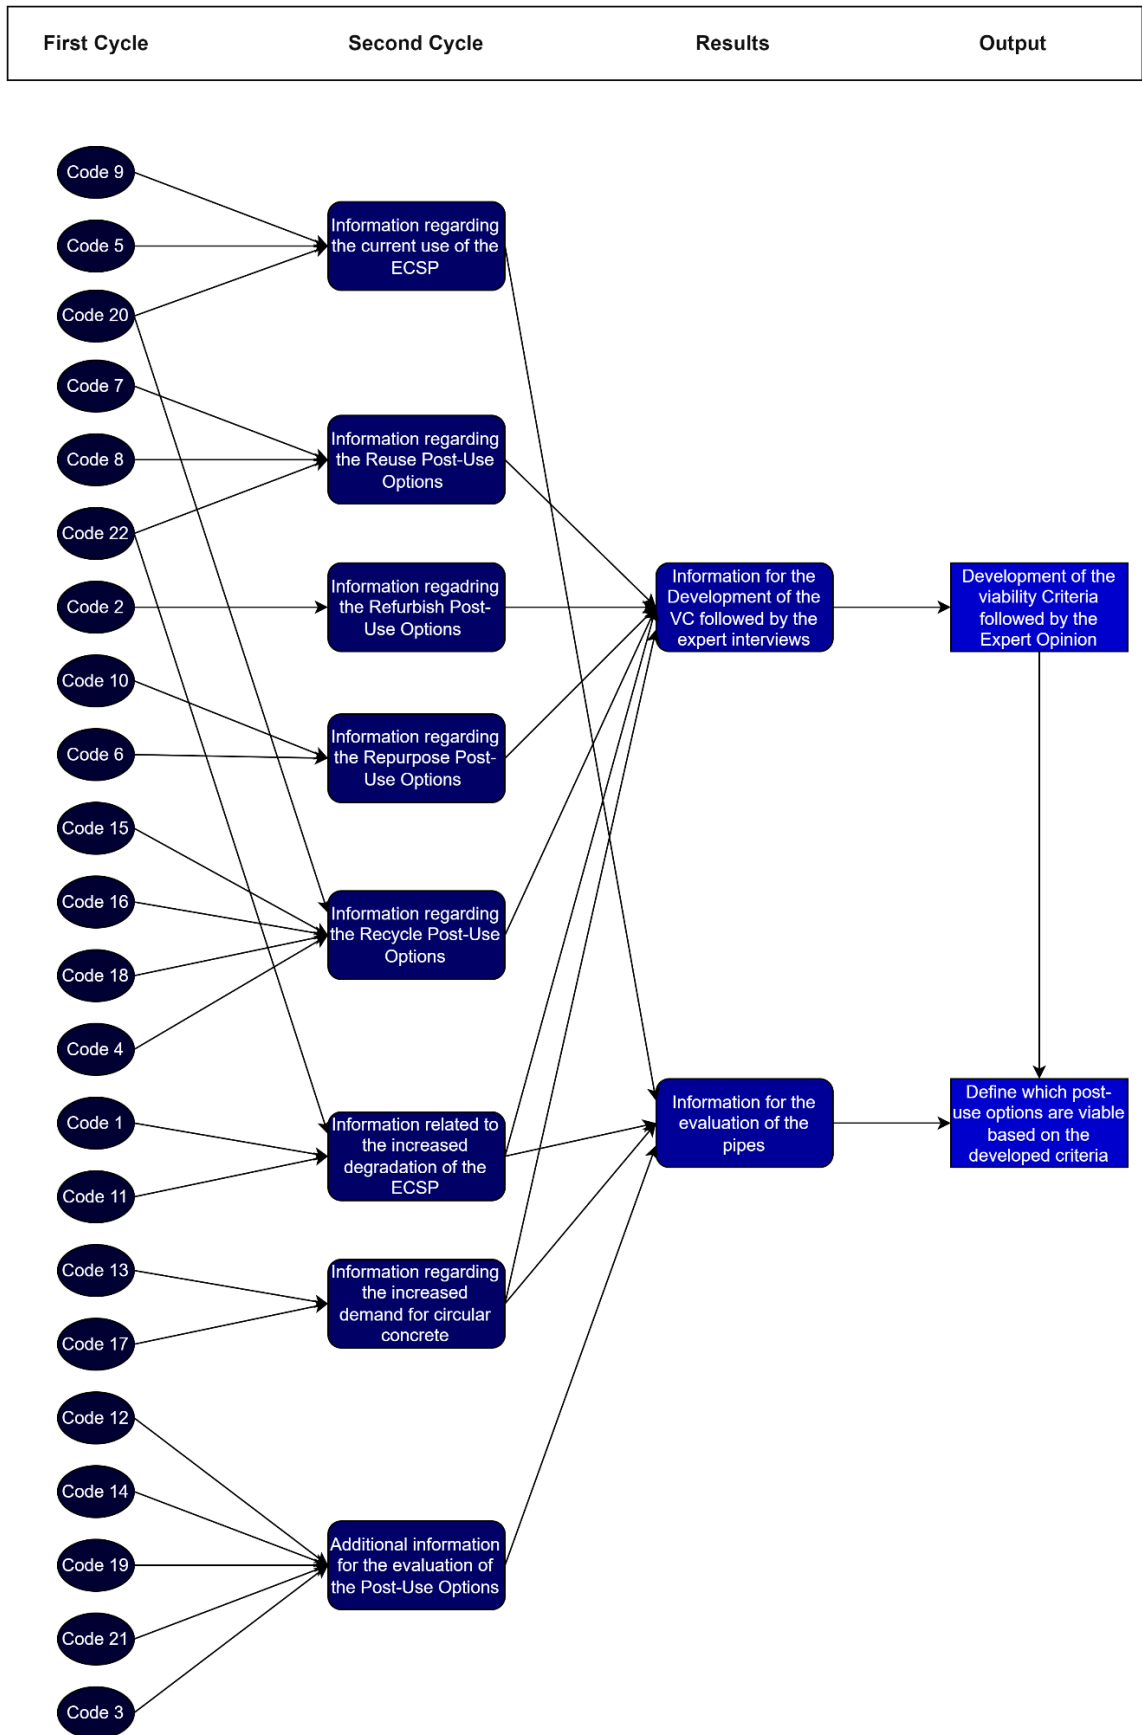 First Cycle
Second Cycle
Results
Output
Code 9
Code 5
Code 20
Code 7
Code 8
Code 22
Code 2
Code 10
Code 6
Code 15
Code 16
Code 18
Code 4
Code 1
Code 11
Code 13
Code 17
Code 12
Code 14
Code 19
Code 21
Code 3
Information regarding
the current use of the
ECSP
Information regarding
the Reuse Post-Use
Options
Information regadring
the Refurbish Post-
Use Options
Information regarding
the Repurpose Post-
Use Options
Information regarding
the Recycle Post-Use
Options
Information related to
the increased
degradation of the
ECSP
Information regarding
the increased
demand for circular
concrete
Additional information
for the evaluation of
the Post-Use Options
Information for the
Development of the
VC followed by the
expert interviews
Information for the
evaluation of the
pipes
Development of the
viability Criteria
followed by the
Expert Opinion
Define which post-
use options are viable
based on the
developed criteria